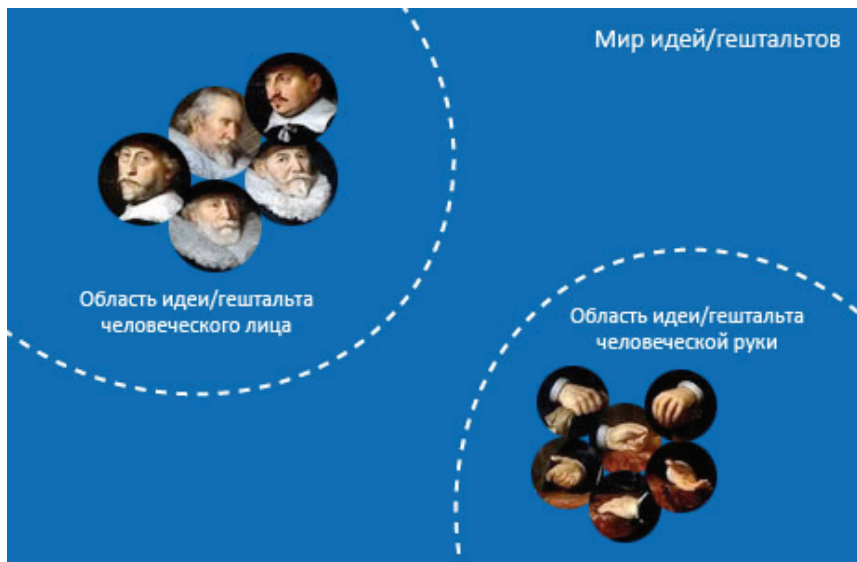 Мир идей/гештальтов
Область идеи/гештальта
человеческого лица
Область идеи/гештальта
человеческой руки